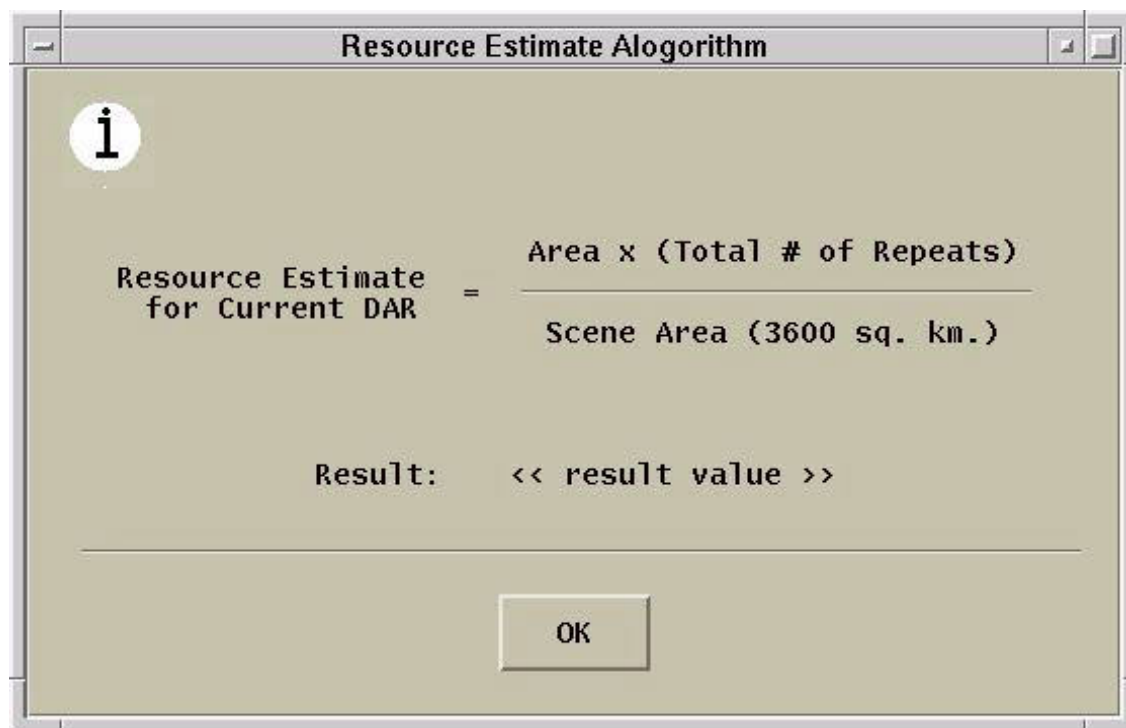 Resource Estimate Alogorithm
i
Area x (Total # of Repeats)
Resource Estimate
for Current DAR
=
Scene Area (3600 sq. km.)
Result: << result value >>
OK